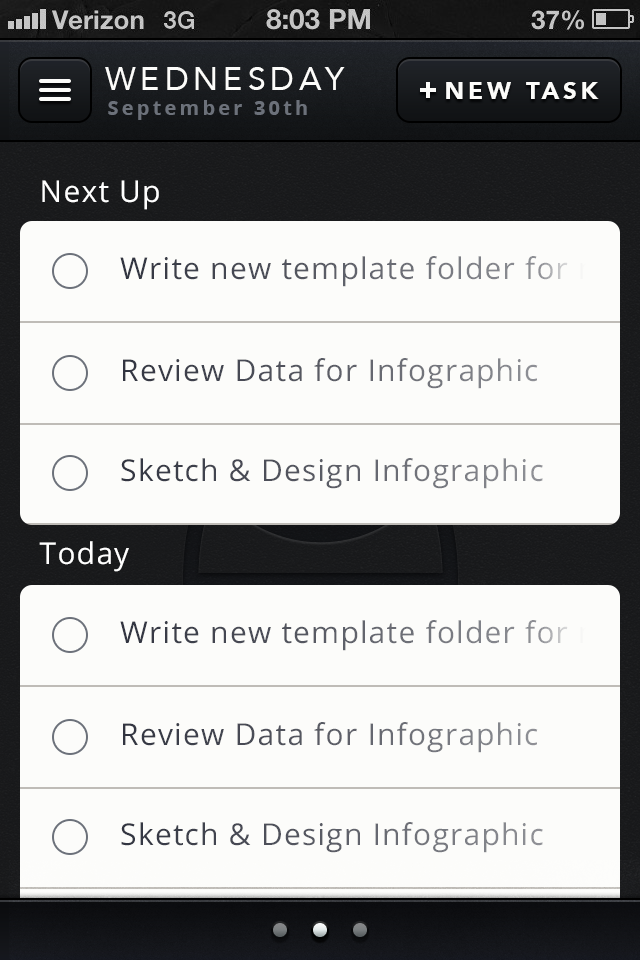 Verizon 3G 8:03 PM 37%
WEDNESDAY
September 30th
+ NEW TASK
Next Up
Write new template folder for
Review Data for Infographic
Sketch & Design Infographic
Today
Write new template folder for
Review Data for Infographic
Sketch & Design Infographic